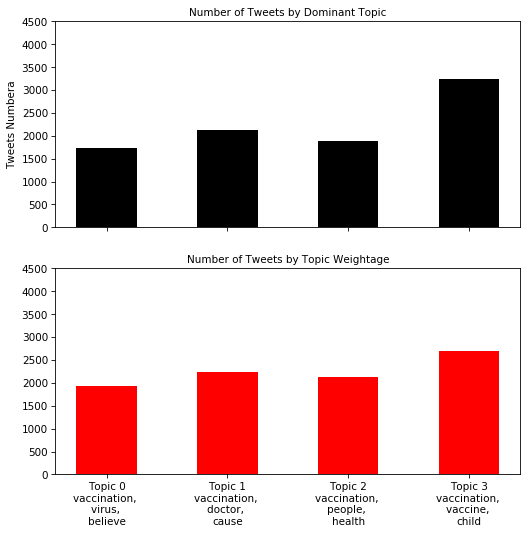 Number of Tweets by Dominant Topic
4500
4000
3500
3000
2500
2000
1500
1000
500
0
Tweets Numbera
Number of Tweets by Topic Weightage
4500
4000
3500
3000
2500
2000
1500
1000
500
0
Topic 0
vaccination,
virus,
believe
Topic 1
vaccination,
doctor,
cause
Topic 2
vaccination,
people,
health
Topic 3
vaccination,
vaccine,
child